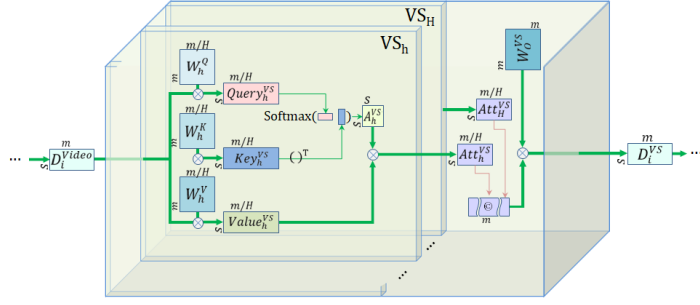 VS_H
VS_h
m/H
m
W_h^Q
m/H
s
Query_h^VS
Softmax(
)
s
s
A_h^VS
m/H
m
W_h^K
m/H
s
Key_h^VS
( )^T
m/H
m
W_h^V
m/H
s
Value_h^VS
...
m
s
D_i^Video
m/H
s
Att_H^VS
m/H
s
Att_h^VS
m
m
W_O^VS
s
©
m
m
s
D_i^VS
...
...
...